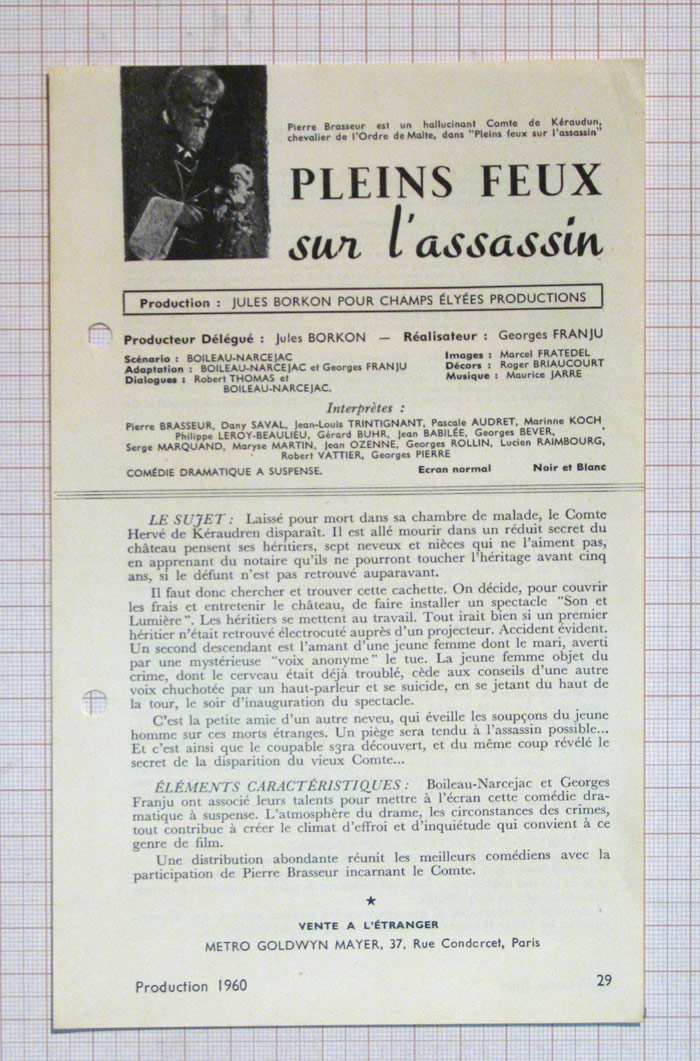 Pierre Brasseur est un hallucinant Comte de Kéraudun,
chevalier de l'Ordre de Malte, dans "Pleins feux sur l'assassin"
PLEINS FEUX
sur l'assassin
Production : JULES BORKON POUR CHAMPS ÉLYÉES PRODUCTIONS
Producteur Délégué : Jules BORKON — Réalisateur : Georges FRANJU
Scénario : BOILEAU-NARCEJAC
Adaptation : BOILEAU-NARCEJAC et Georges FRANJU
Dialogues : Robert THOMAS et
BOILEAU-NARCEJAC.
Images : Marcel FRATEDEL
Décors : Roger BRIAUCOURT
Musique : Maurice JARRE
Interprètes :
Pierre BRASSEUR, Dany SAVAL, Jean-Louis TRINTIGNANT, Pascale AUDRET, Marinne KOCH,
Philippe LEROY-BEAULIEU, Gérard BUHR, Jean BABILÉE, Georges BEVER,
Serge MARQUAND, Maryse MARTIN, Jean OZENNE, Georges ROLLIN, Lucien RAIMBOURG,
Robert VATTIER, Georges PIERRE
COMÉDIE DRAMATIQUE A SUSPENSE. Ecran normal Noir et Blanc
LE SUJET : Laissé pour mort dans sa chambre de malade, le Comte
Hervé de Kéraudren disparaît. Il est allé mourir dans un réduit secret du
château pensent ses héritiers, sept neveux et nièces qui ne l'aiment pas,
en apprenant du notaire qu'ils ne pourront toucher l'héritage avant cinq
ans, si le défunt n'est pas retrouvé auparavant.
Il faut donc chercher et trouver cette cachette. On décide, pour couvrir
les frais et entretenir le château, de faire installer un spectacle "Son et
Lumière". Les héritiers se mettent au travail. Tout irait bien si un premier
héritier n'était retrouvé électrocuté auprès d'un projecteur. Accident évident.
Un second descendant est l'amant d'une jeune femme dont le mari, averti
par une mystérieuse "voix anonyme" le tue. La jeune femme objet du
crime, dont le cerveau était déjà troublé, cède aux conseils d'une autre
voix chuchotée par un haut-parleur et se suicide, en se jetant du haut de
la tour, le soir d'inauguration du spectacle.
C'est la petite amie d'un autre neveu, qui éveille les soupçons du jeune
homme sur ces morts étranges. Un piège sera tendu à l'assassin possible...
Et c'est ainsi que le coupable s3ra découvert, et du même coup révélé le
secret de la disparition du vieux Comte...
ÉLÉMENTS CARACTÉRISTIQUES : Boileau-Narcejac et Georges
Franju ont associé leurs talents pour mettre à l'écran cette comédie dra-
matique à suspense. L'atmosphère du drame, les circonstances des crimes,
tout contribue à créer le climat d'effroi et d'inquiétude qui convient à ce
genre de film.
Une distribution abondante réunit les meilleurs comédiens avec la
participation de Pierre Brasseur incarnant le Comte.
VENTE A L'ÉTRANGER
METRO GOLDWYN MAYER, 37, Rue Condorcet, Paris
Production 1960 29